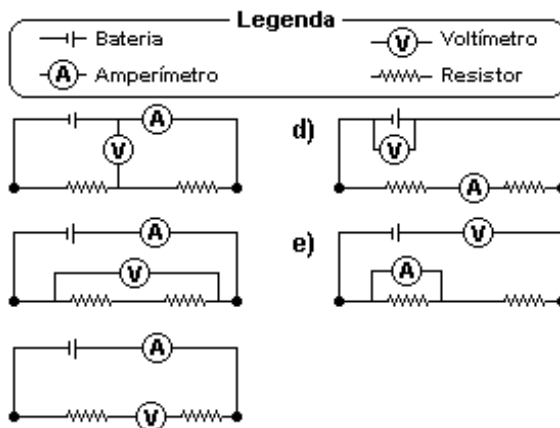 Legenda
Bateria
V Voltímetro
A Amperímetro
Resistor
A
V
d)
V
A
A
V
e)
V
A
A
V